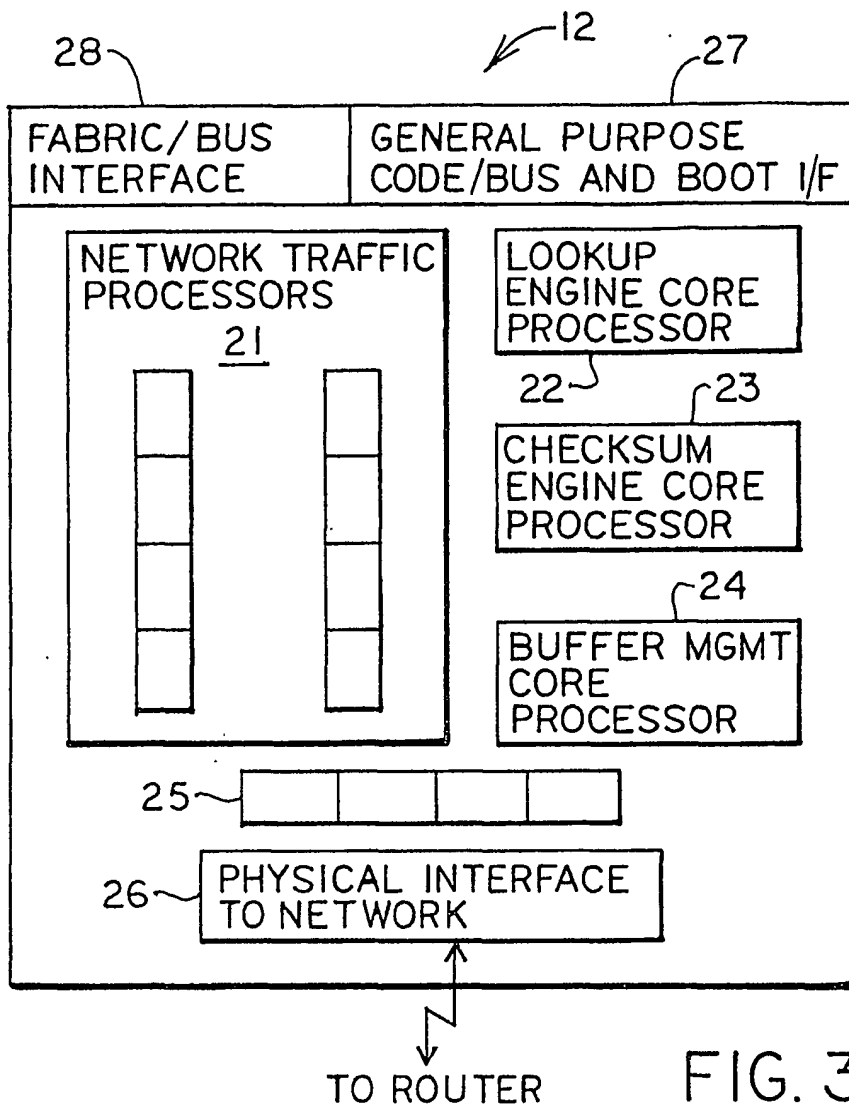 12
28
27
FABRIC/BUS
INTERFACE
GENERAL PURPOSE
CODE/BUS AND BOOT I/F
NETWORK TRAFFIC
PROCESSORS
21
LOOKUP
ENGINE CORE
PROCESSOR
22
23
CHECKSUM
ENGINE CORE
PROCESSOR
24
BUFFER MGMT
CORE
PROCESSOR
25
26
PHYSICAL INTERFACE
TO NETWORK
TO ROUTER
FIG. 3